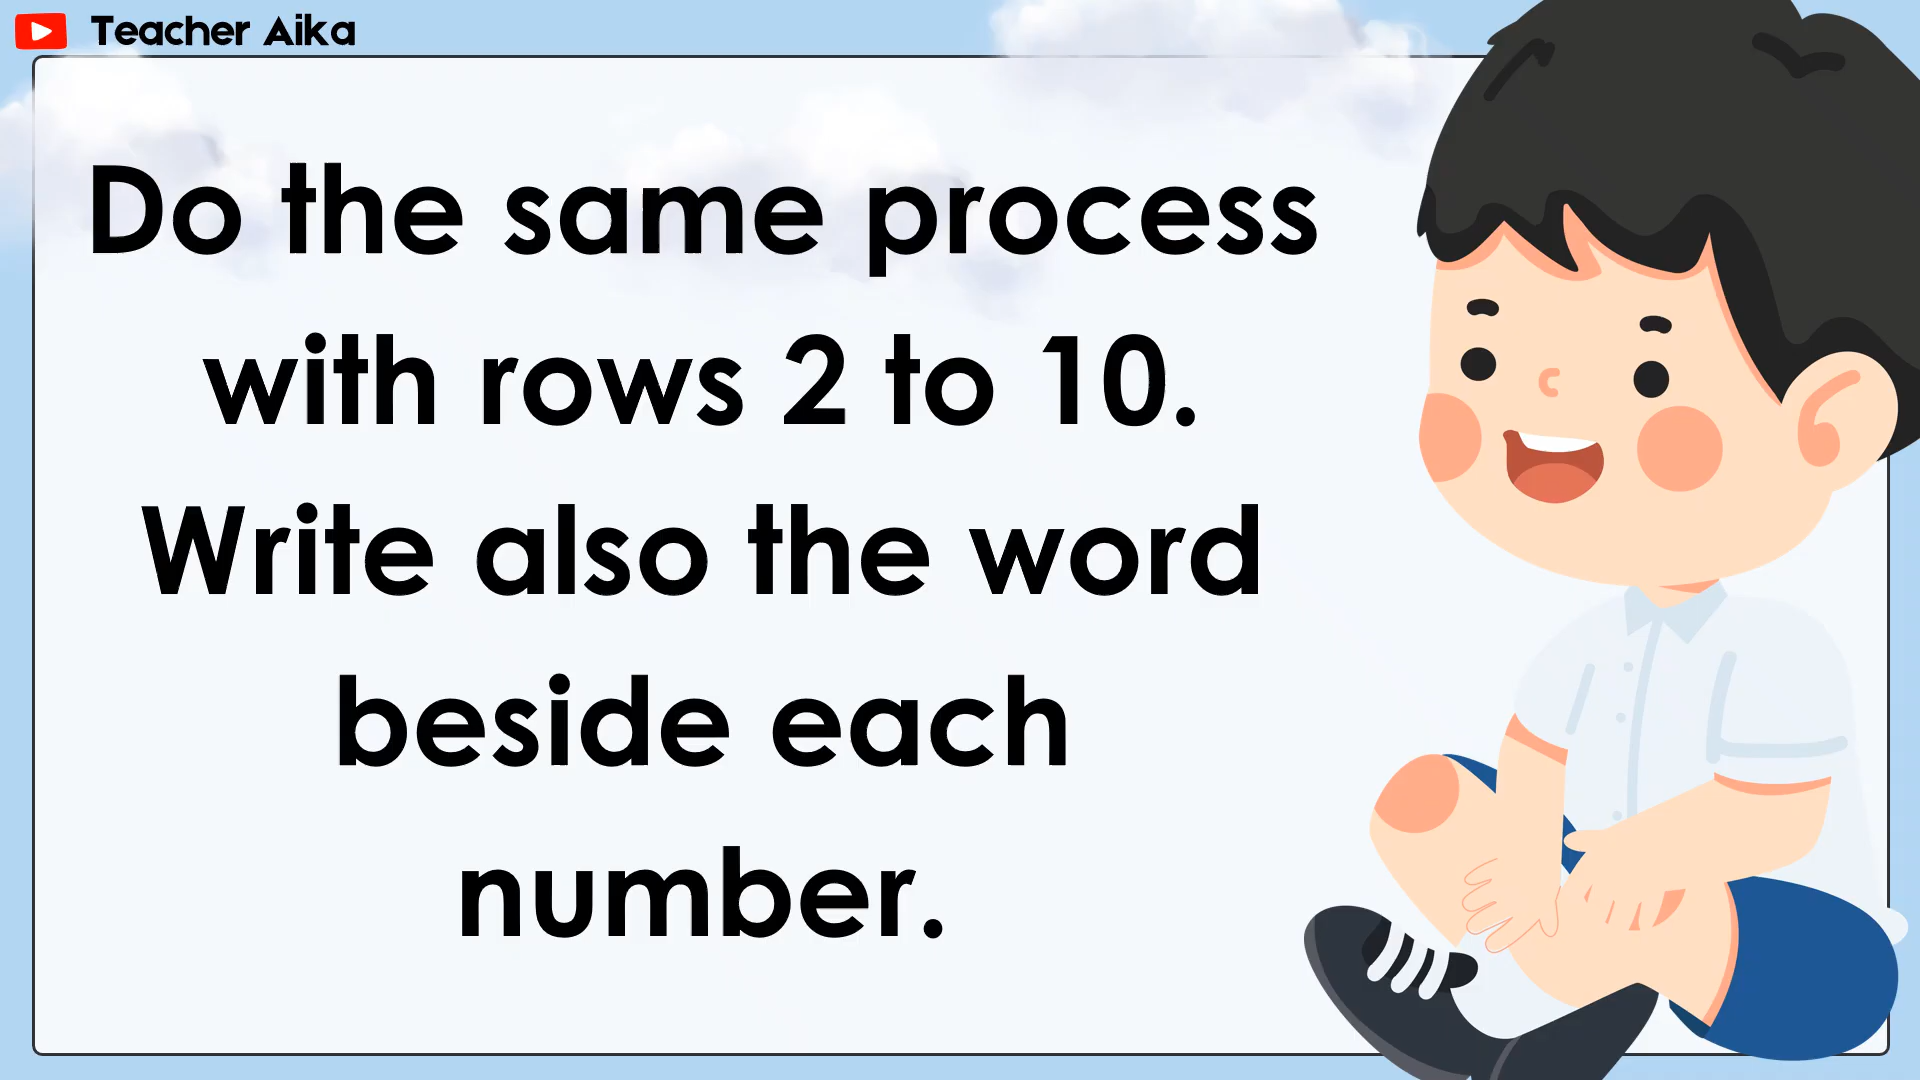 Teacher Aika
Do the same process
with rows 2 to 10.
Write also the word
beside each
number.